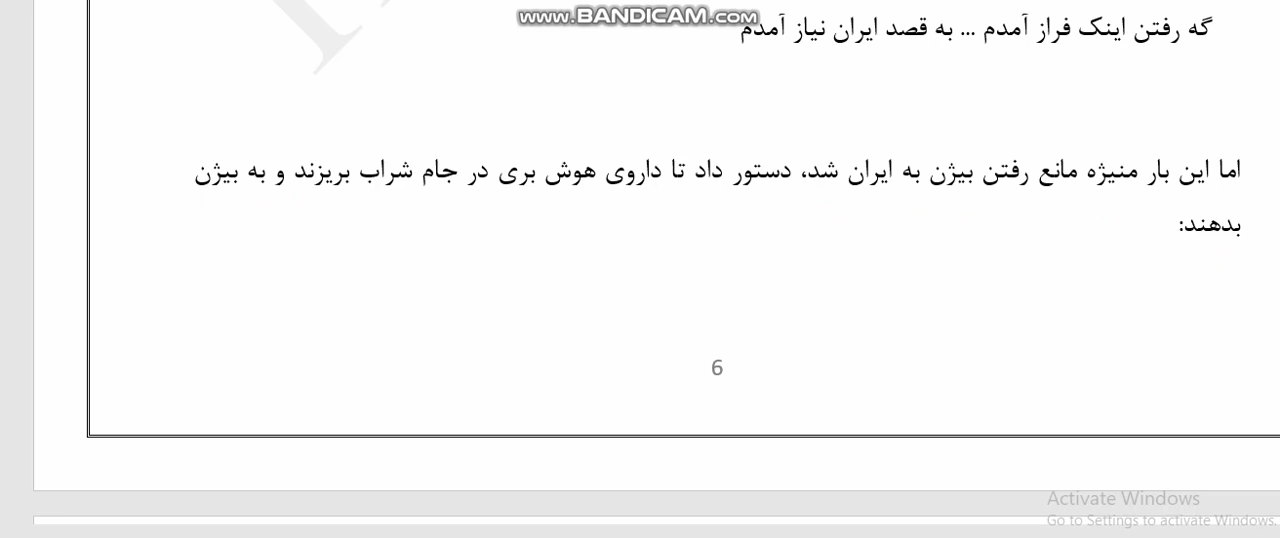 www.BANDICAM.com
گه رفتن اینک فراز آمدم ... به قصد ایران نیاز آمدم
اما این بار منیژه مانع رفتن بیژن به ایران شد، دستور داد تا داروی هوش بری در جام شراب بریزند و به بیژن
بدهند:
6
Activate Windows
Go to Settings to activate Windows.